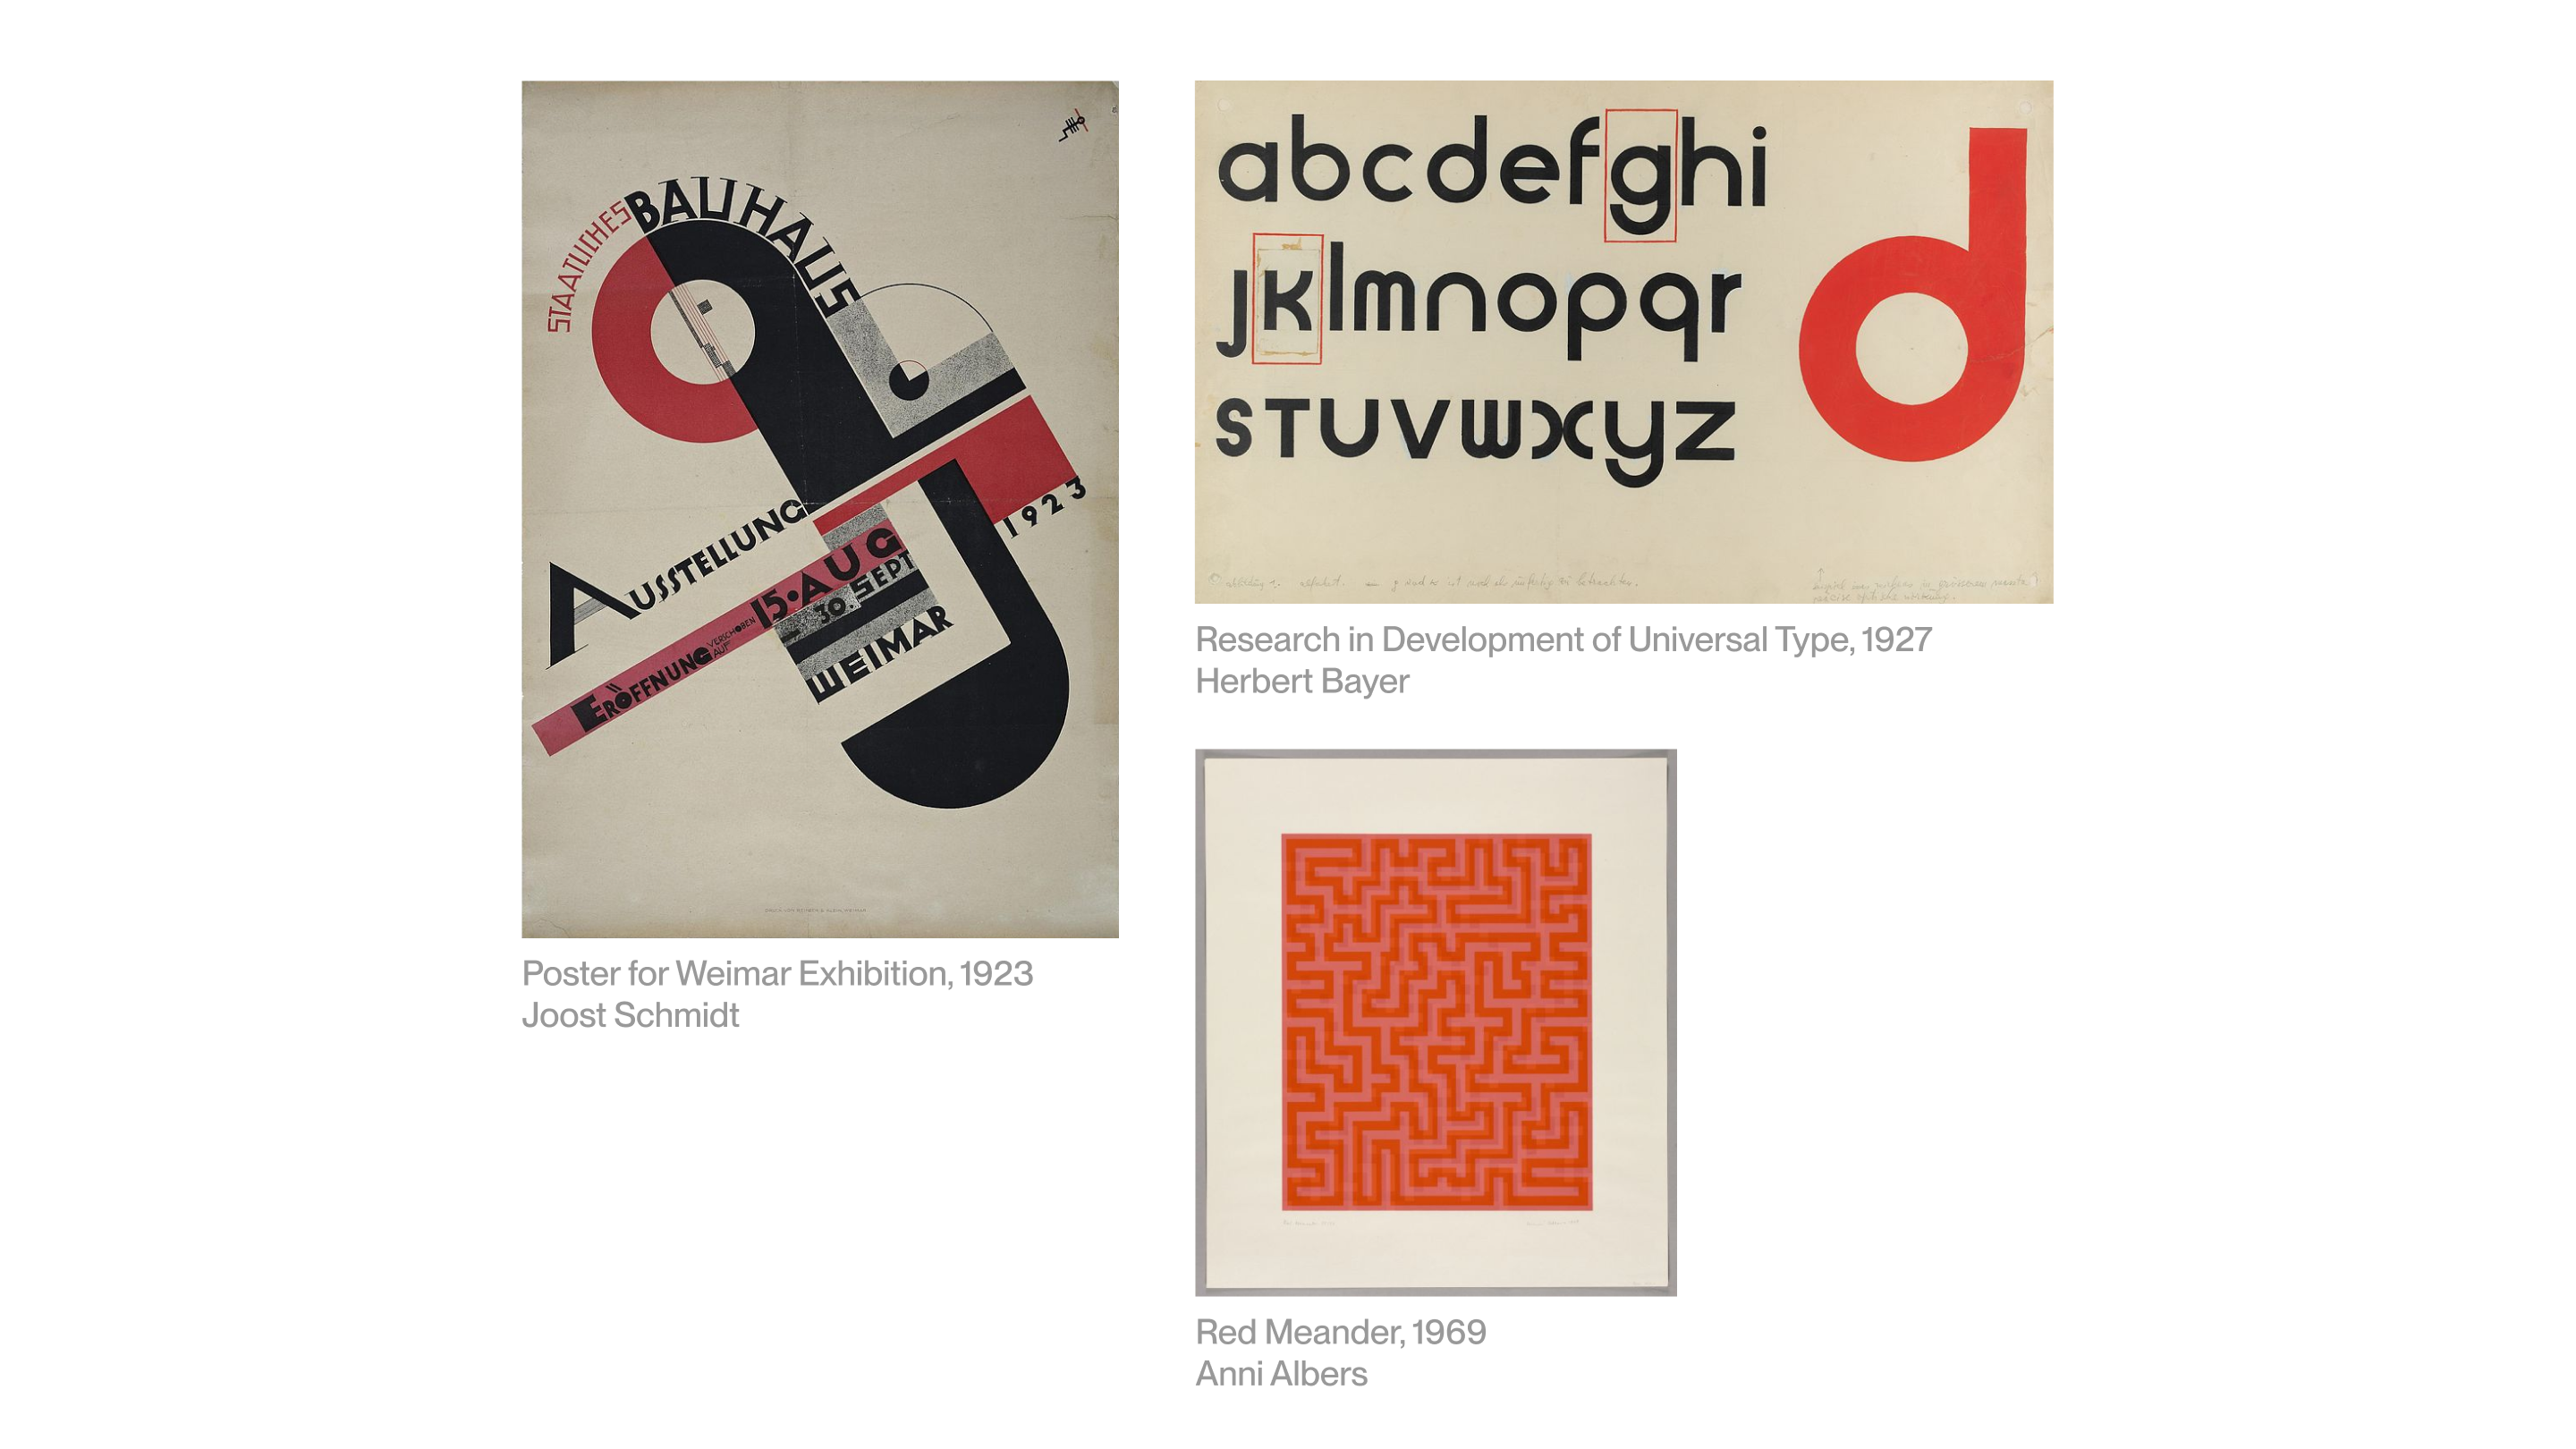 STAATLICHES BAUHAUS
AUSSTELLUNG
1923
ERÖFFNUNG VERSCHOBEN AUF 15•AUG
30. SEPT
WEIMAR
Poster for Weimar Exhibition, 1923
Joost Schmidt
abcdefghi
jklmnopqr
stuvwxyz
d
Research in Development of Universal Type, 1927
Herbert Bayer
Red Meander, 1969
Anni Albers